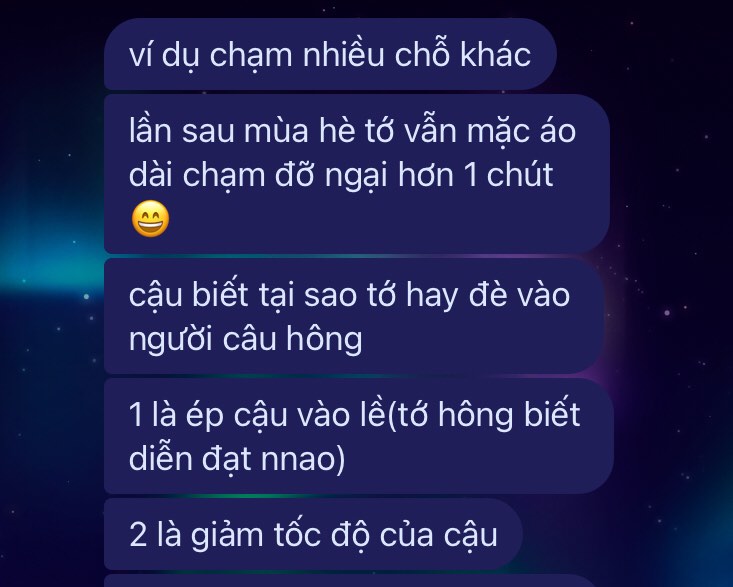 ví dụ chạm nhiều chỗ khác
lần sau mùa hè tớ vẫn mặc áo
dài chạm đỡ ngại hơn 1 chút
😄
cậu biết tại sao tớ hay đè vào
người câu hông
1 là ép cậu vào lề(tớ hông biết
diễn đạt nnao)
2 là giảm tốc độ của cậu